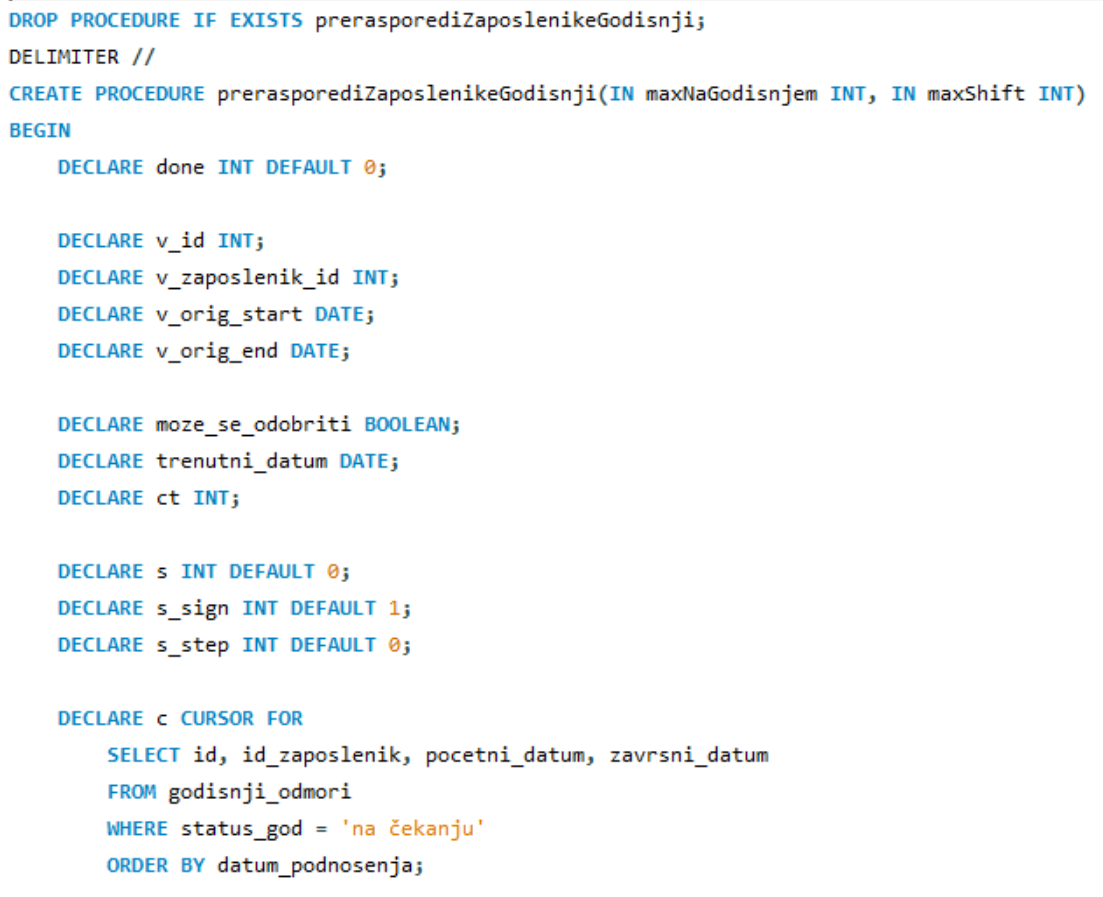 DROP PROCEDURE IF EXISTS prerasporediZaposlenikeGodisnji;
DELIMITER //
CREATE PROCEDURE prerasporediZaposlenikeGodisnji(IN maxNaGodisnjem INT, IN maxShift INT)
BEGIN
    DECLARE done INT DEFAULT 0;

    DECLARE v_id INT;
    DECLARE v_zaposlenik_id INT;
    DECLARE v_orig_start DATE;
    DECLARE v_orig_end DATE;

    DECLARE moze_se_odobriti BOOLEAN;
    DECLARE trenutni_datum DATE;
    DECLARE ct INT;

    DECLARE s INT DEFAULT 0;
    DECLARE s_sign INT DEFAULT 1;
    DECLARE s_step INT DEFAULT 0;

    DECLARE c CURSOR FOR
        SELECT id, id_zaposlenik, pocetni_datum, zavrsni_datum
        FROM godisnji_odmori
        WHERE status_god = 'na čekanju'
        ORDER BY datum_podnosenja;